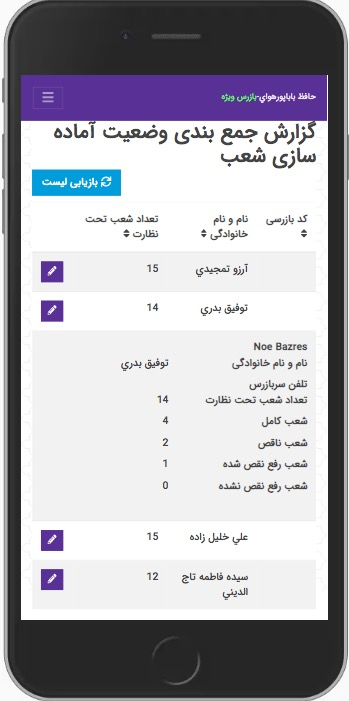 حافظ باباپورهواي-بازرس ویژه
گزارش جمع بندی وضعیت آماده
سازی شعب
بازیابی لیست
کد بازرسی
نام و نام خانوادگی
تعداد شعب تحت نظارت
آرزو تمجيدي 15
توفيق بدري 14
Noe Bazres
نام و نام خانوادگی توفيق بدري
تلفن سربازرس
تعداد شعب تحت نظارت 14
شعب کامل 4
شعب ناقص 2
شعب رفع نقص شده 1
شعب رفع نقص نشده 0
علي خليل زاده 15
سيده فاطمه تاج 12
الديني